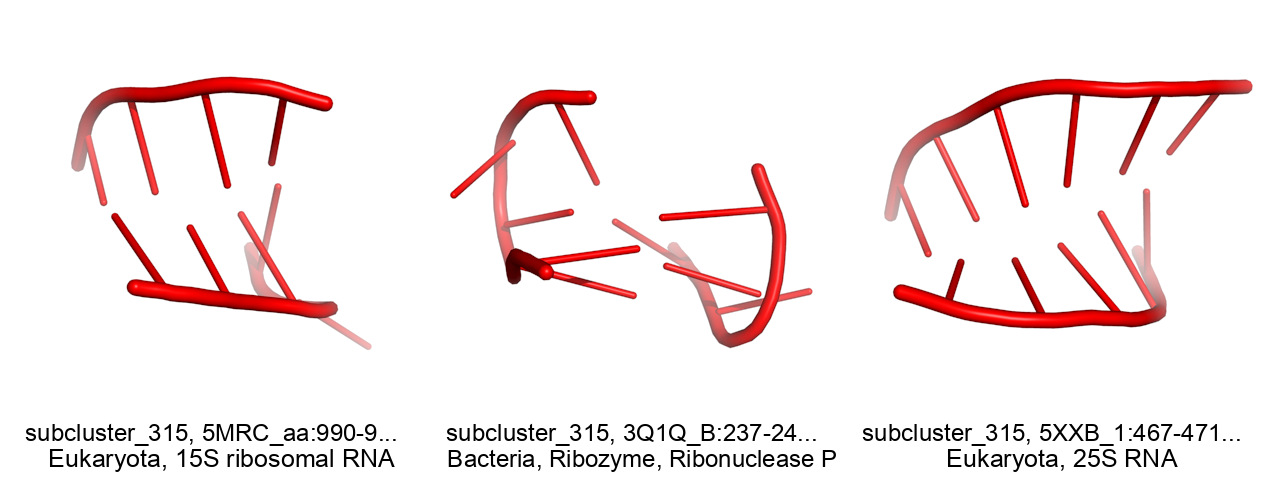 subcluster_315, 5MRC_aa:990-9...
Eukaryota, 15S ribosomal RNA
subcluster_315, 3Q1Q_B:237-24...
Bacteria, Ribozyme, Ribonuclease P
subcluster_315, 5XXB_1:467-471...
Eukaryota, 25S RNA